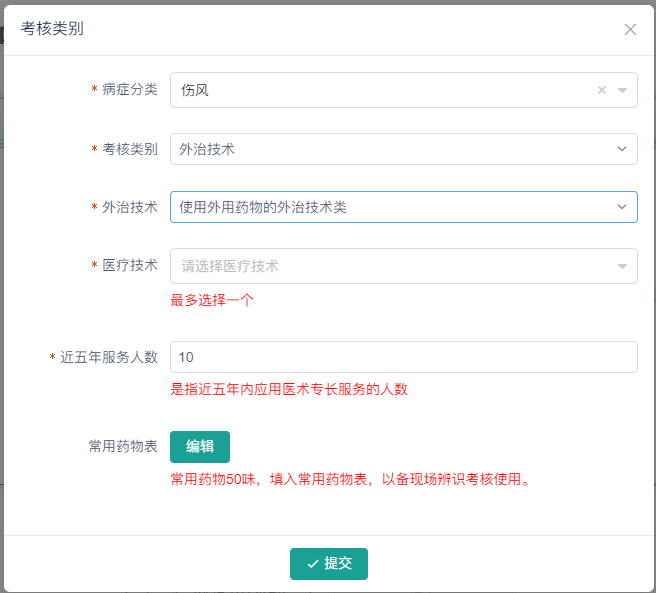 考核类别
* 病症分类 伤风
* 考核类别 外治技术
* 外治技术 使用外用药物的外治技术类
* 医疗技术 请选择医疗技术
最多选择一个
* 近五年服务人数 10
是指近五年内应用医术专长服务的人数
常用药物表 编辑
常用药物50味，填入常用药物表，以备现场辨识考核使用。
提交